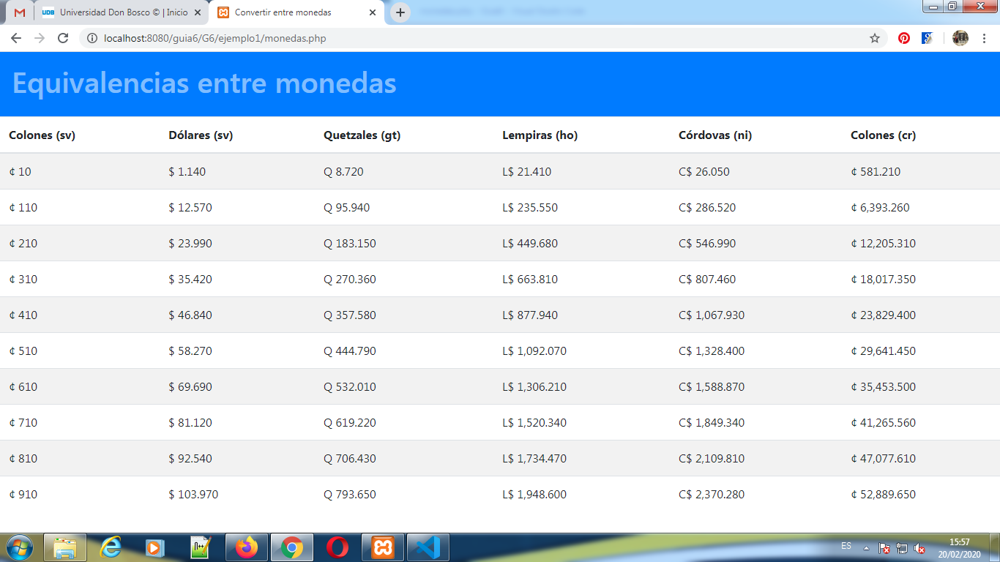 Universidad Don Bosco © | Inicio
Convertir entre monedas
localhost:8080/guia6/G6/ejemplo1/monedas.php
Equivalencias entre monedas
Colones (sv) Dólares (sv) Quetzales (gt) Lempiras (ho) Córdovas (ni) Colones (cr)
¢ 10 $ 1.140 Q 8.720 L$ 21.410 C$ 26.050 ¢ 581.210
¢ 110 $ 12.570 Q 95.940 L$ 235.550 C$ 286.520 ¢ 6,393.260
¢ 210 $ 23.990 Q 183.150 L$ 449.680 C$ 546.990 ¢ 12,205.310
¢ 310 $ 35.420 Q 270.360 L$ 663.810 C$ 807.460 ¢ 18,017.350
¢ 410 $ 46.840 Q 357.580 L$ 877.940 C$ 1,067.930 ¢ 23,829.400
¢ 510 $ 58.270 Q 444.790 L$ 1,092.070 C$ 1,328.400 ¢ 29,641.450
¢ 610 $ 69.690 Q 532.010 L$ 1,306.210 C$ 1,588.870 ¢ 35,453.500
¢ 710 $ 81.120 Q 619.220 L$ 1,520.340 C$ 1,849.340 ¢ 41,265.560
¢ 810 $ 92.540 Q 706.430 L$ 1,734.470 C$ 2,109.810 ¢ 47,077.610
¢ 910 $ 103.970 Q 793.650 L$ 1,948.600 C$ 2,370.280 ¢ 52,889.650
ES
15:57
20/02/2020